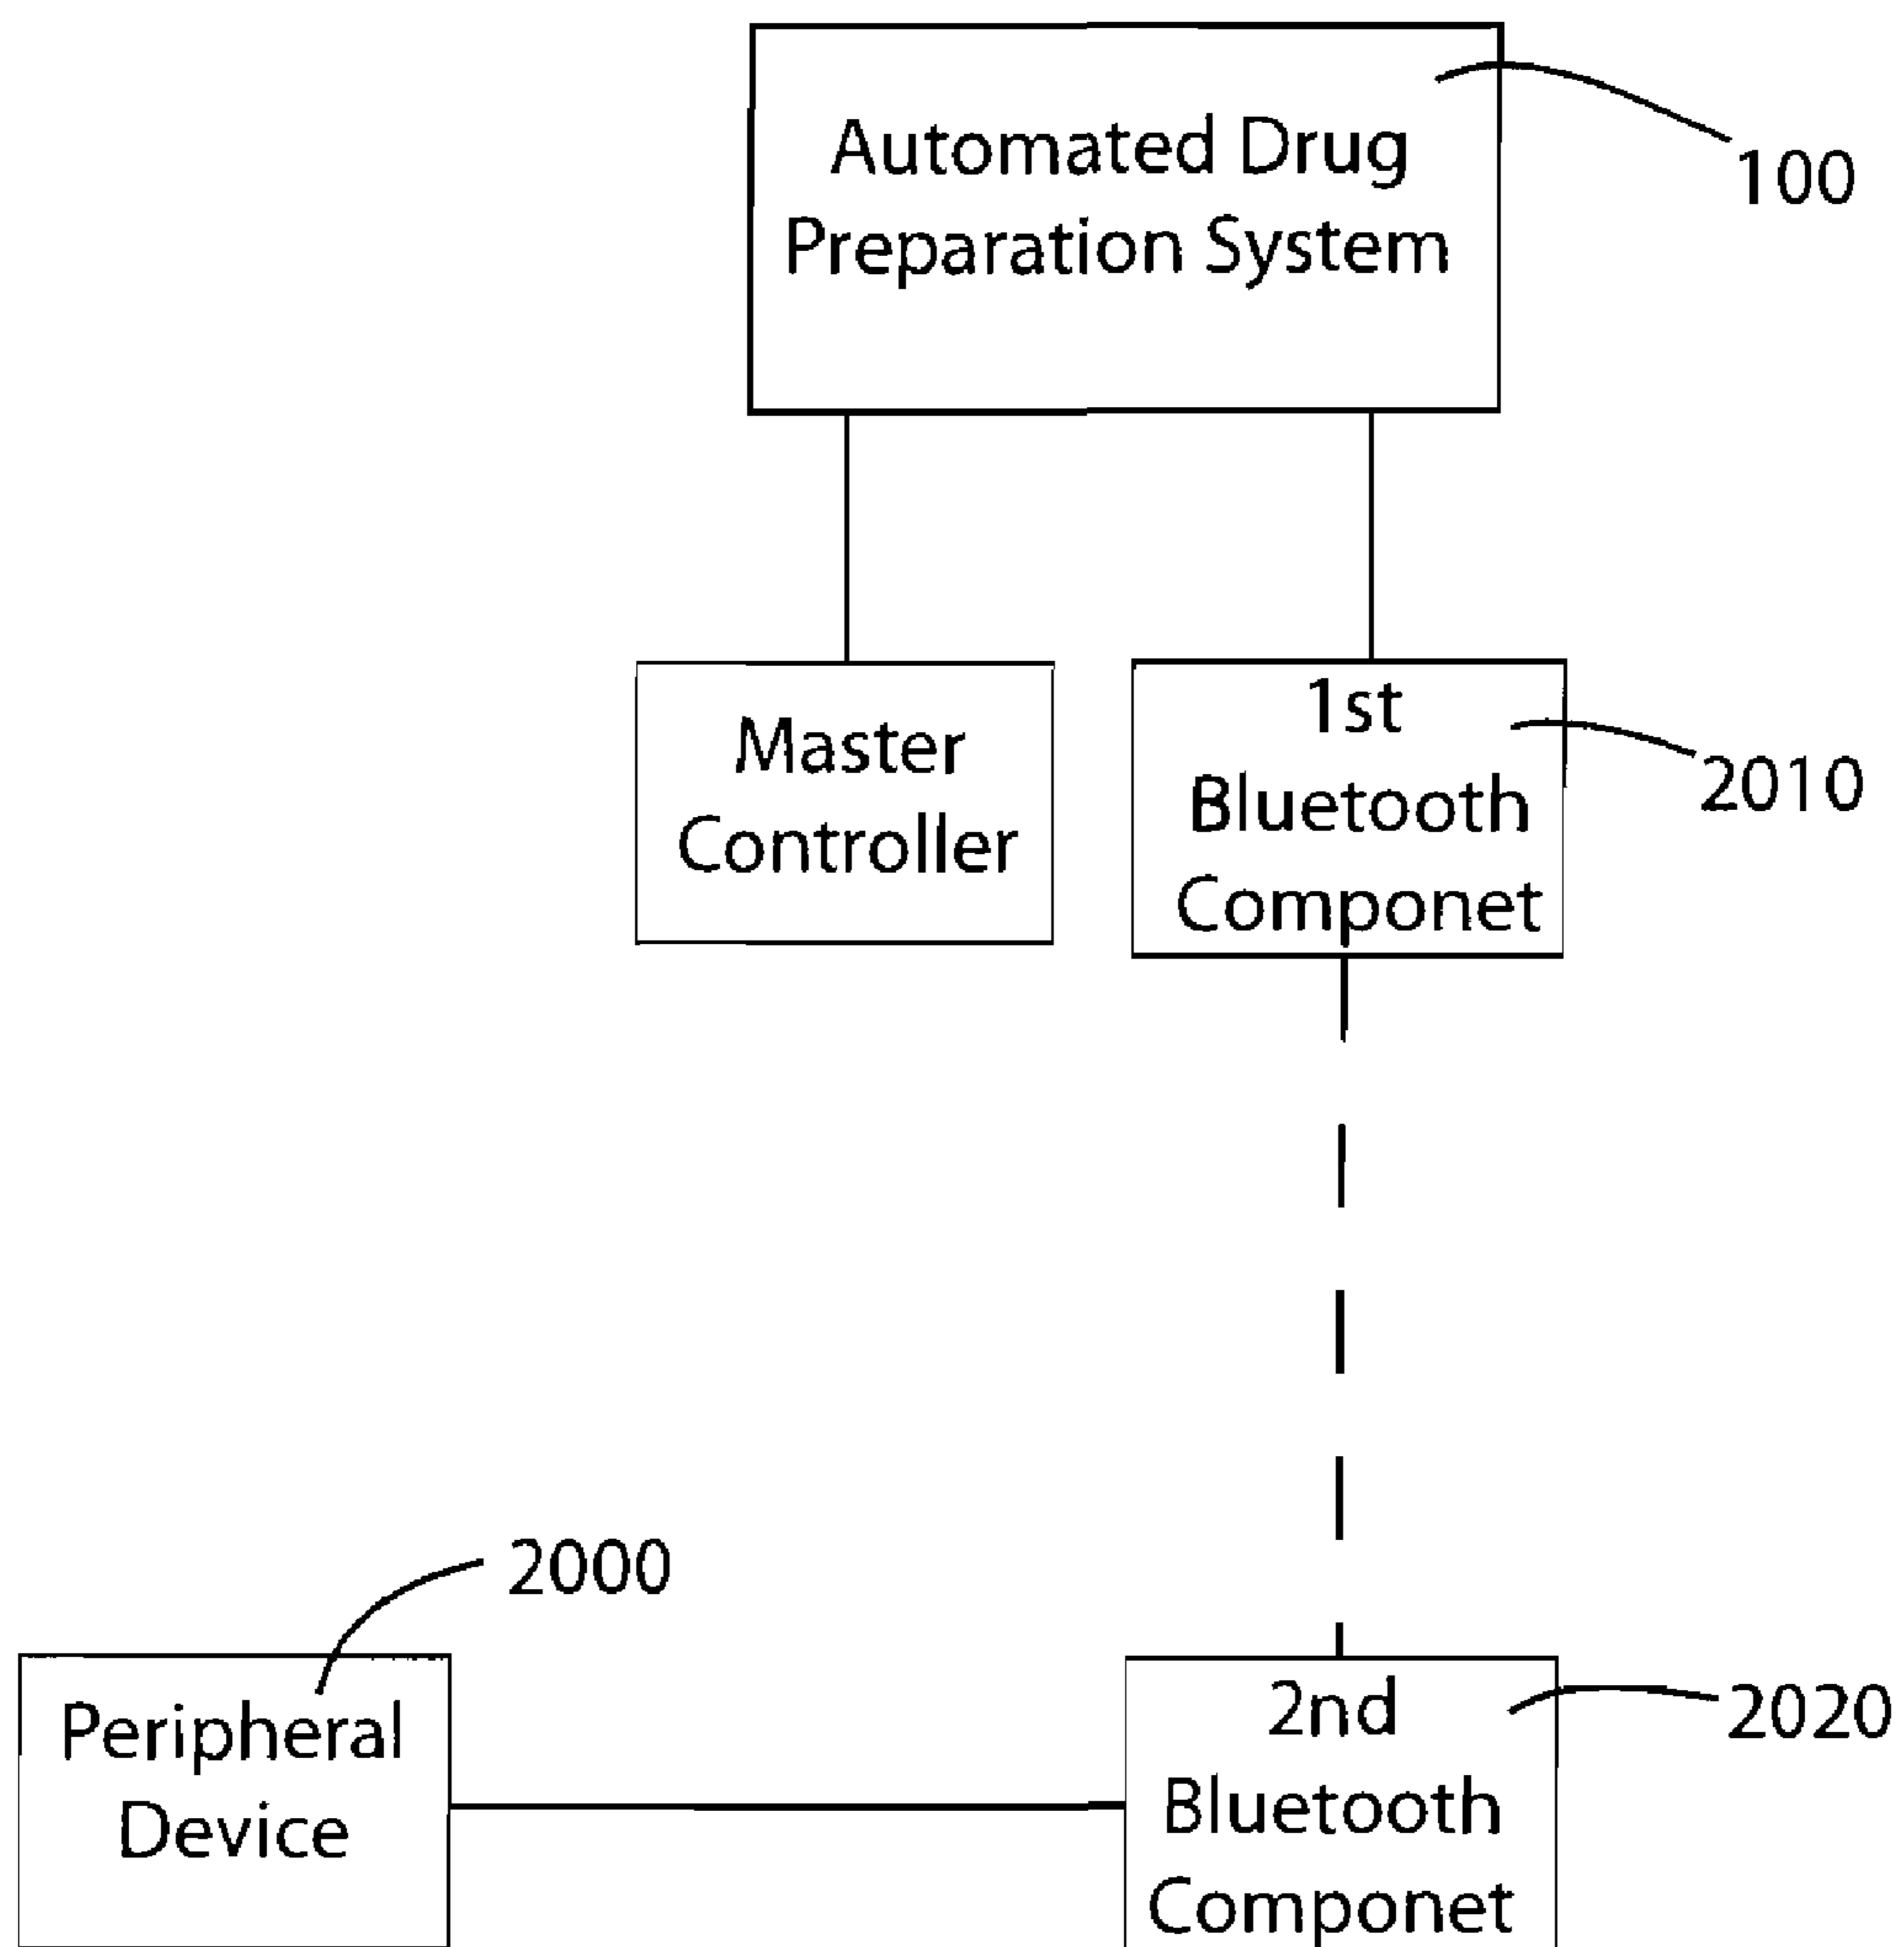 Automated Drug
Preparation System
100
Master
Controller
1st
Bluetooth
Componet
2010
2000
Peripheral
Device
2nd
Bluetooth
Componet
2020